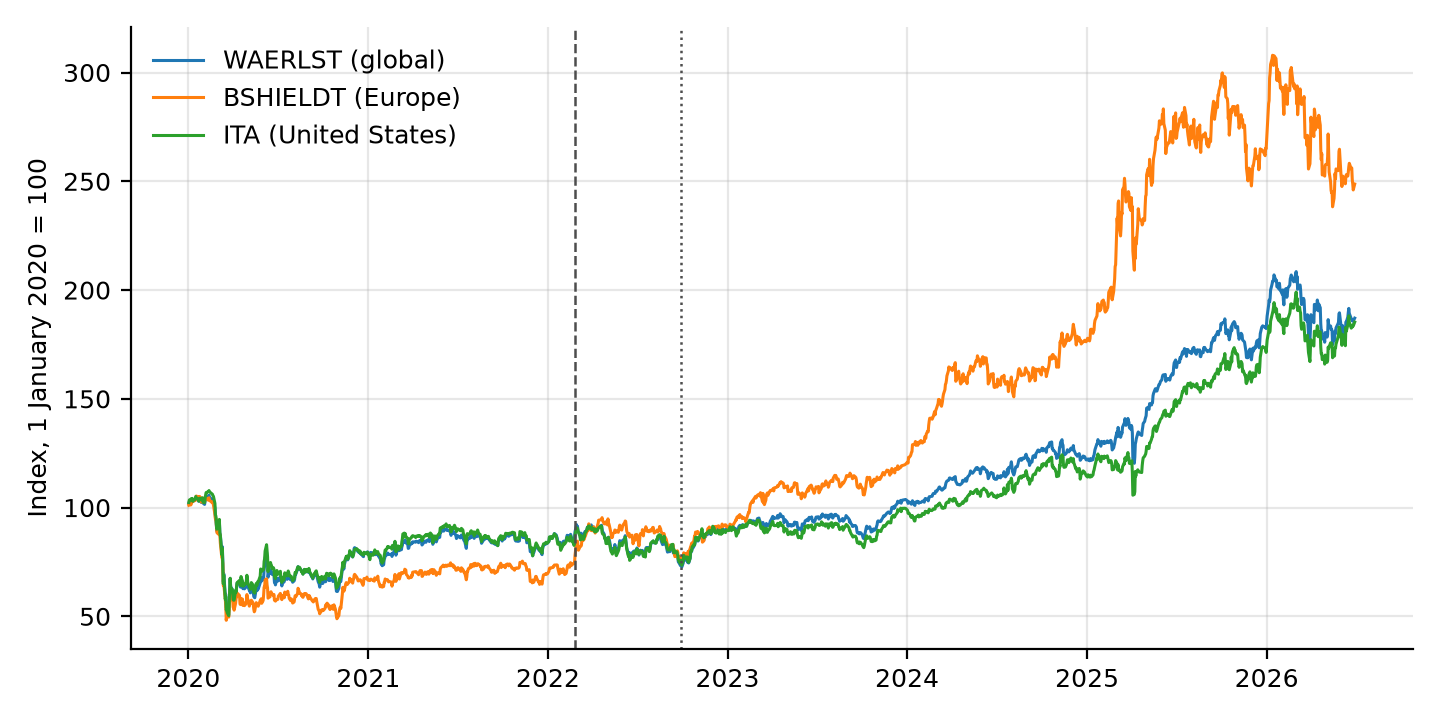 WAERLST (global)
BSHIELDT (Europe)
ITA (United States)
Index, 1 January 2020 = 100
300
250
200
150
100
50
2020 2021 2022 2023 2024 2025 2026